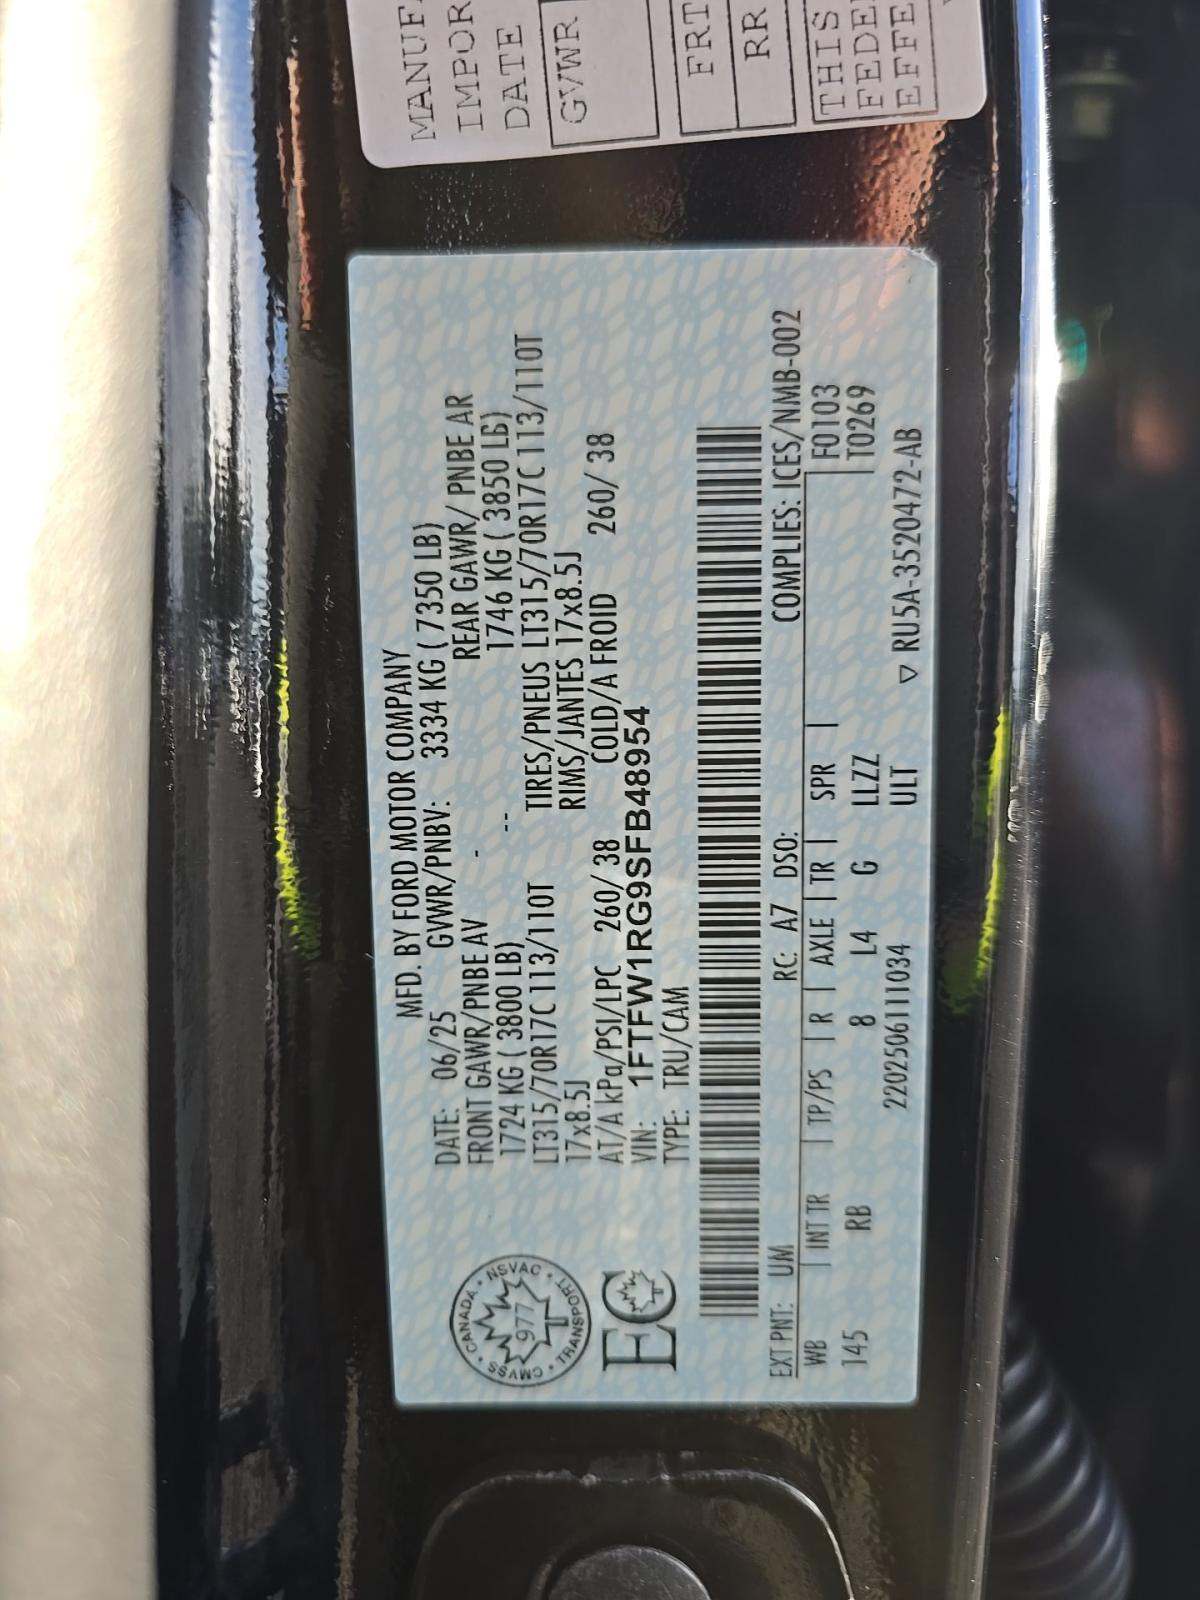 MANUFA
IMPOR
DATE
GVWR
FRT
RR
THIS
FEDE
EFFE
MFD. BY FORD MOTOR COMPANY
DATE: 06/25 GVWR/PNBV: 3334 KG ( 7350 LB)
FRONT GAWR/PNBE AV - REAR GAWR/ PNBE AR
1724 KG ( 3800 LB) -- 1746 KG ( 3850 LB)
LT315/70R17C 113/110T TIRES/PNEUS LT315/70R17C 113/110T
17x8.5J RIMS/JANTES 17x8.5J
AT/A kPa/PSI/LPC 260/ 38 COLD/A FROID 260/ 38
VIN: 1FTFW1RG9SFB48954
TYPE: TRU/CAM
CANADA • NSVAC • TRANSPORT • CMVSS
977
EC
EXT PNT: UM RC: A7 DSO: COMPLIES: ICES/NMB-002
WB INT TR TP/PS R AXLE TR SPR F0103
145 RB 8 L4 G LLZZ T0269
2202506111034 ULT ▽ RU5A-3520472-AB